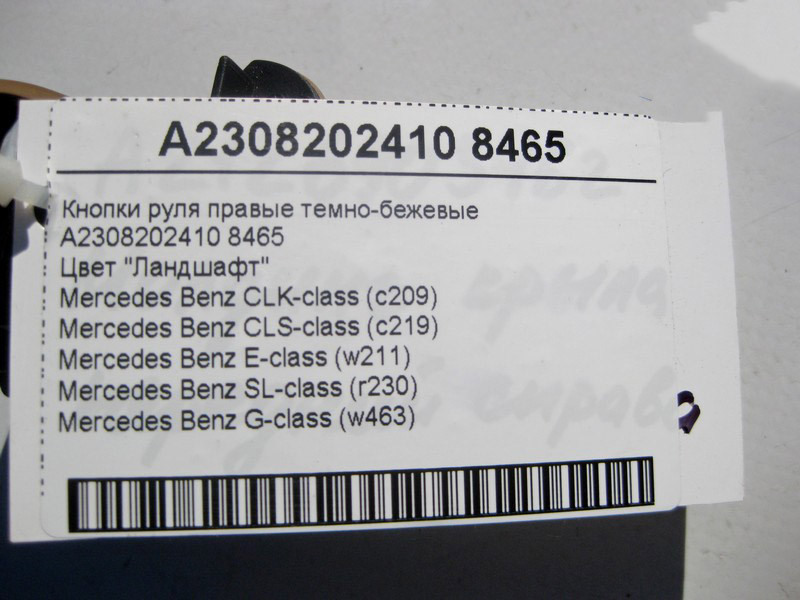 A2308202410 8465
Кнопки руля правые темно-бежевые
A2308202410 8465
Цвет "Ландшафт"
Mercedes Benz CLK-class (c209)
Mercedes Benz CLS-class (c219)
Mercedes Benz E-class (w211)
Mercedes Benz SL-class (r230)
Mercedes Benz G-class (w463)